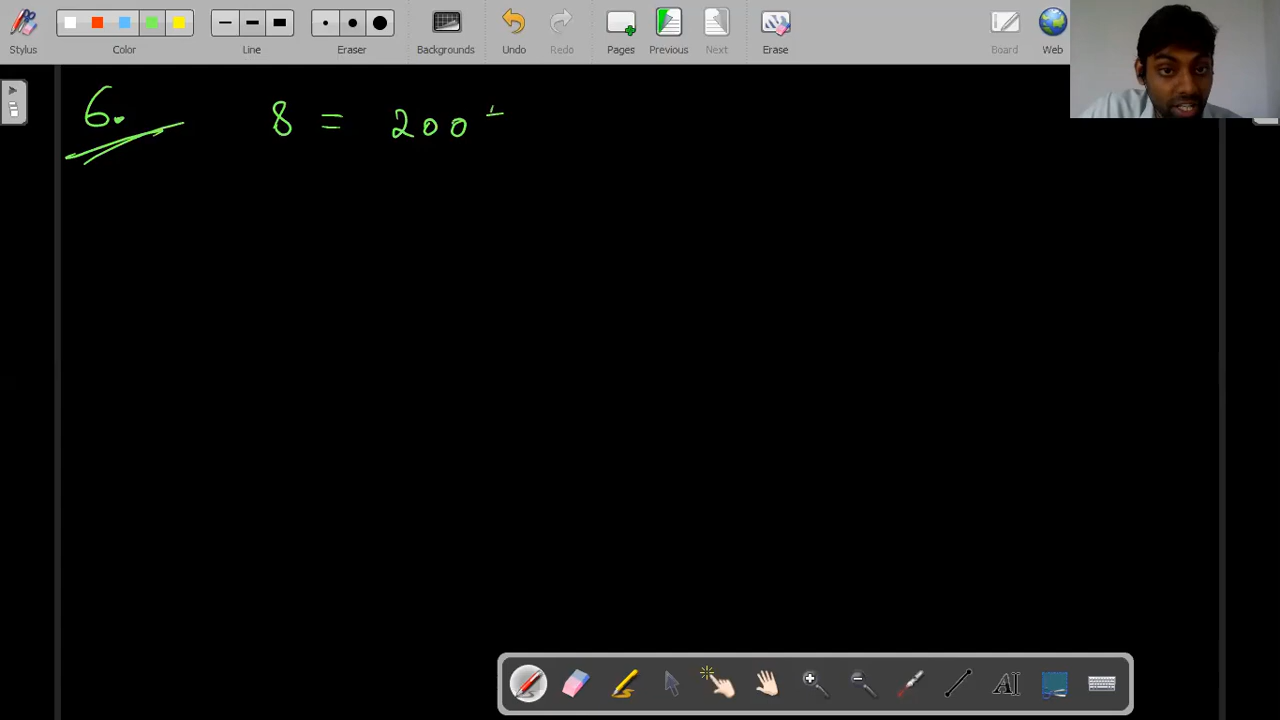 Stylus
Color
Line
Eraser
Backgrounds
Undo
Redo
Pages
Previous
Next
Erase
Board
Web
6. 8 = 200